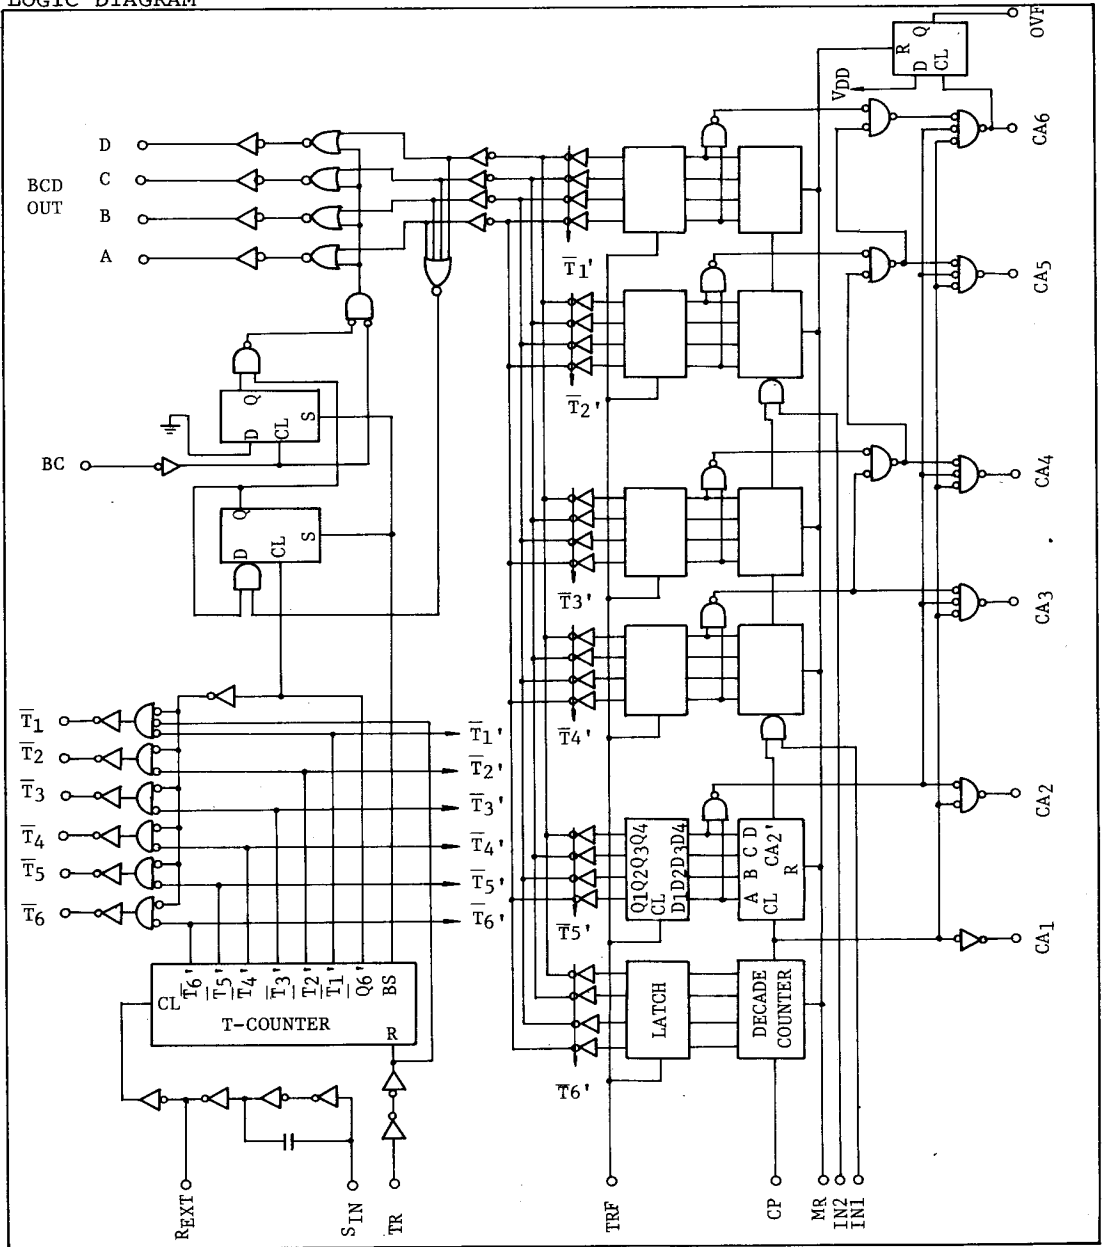 LOGIC DIAGRAM
OVF
Q
R
D
CL
VDD
CA6
D
C
BCD
OUT
B
A
T̅1'
CA5
T̅2'
Q
D
CL
S
BC
CA4
Q
D
CL
S
T̅3'
CA3
T̅4'
T̅1
T̅1'
T̅2
T̅2'
T̅3
T̅3'
T̅4
T̅4'
T̅5
T̅5'
T̅6
T̅6'
CA2
Q1Q2Q3Q4
CL
D1D2D3D4
A B C D
CA2'
CL
R
T̅5'
CA1
CL
T̅6'
T̅5'
T̅4'
T̅3'
T̅2'
T̅1'
Q̅6'
BS
T-COUNTER
R
LATCH
DECADE
COUNTER
T̅6'
REXT
SIN
TR
TRF
CP
MR
IN2
IN1